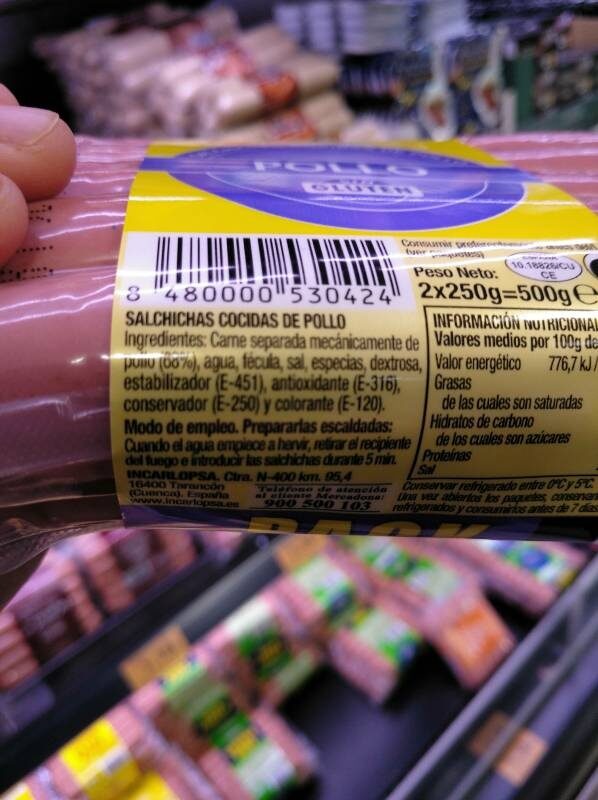 POLLO
GLUTEN
8 480000 530424
Consumir preferentemente antes del:
(ver paquetes)
10.18826/CU
CE
Peso Neto:
2x250g=500g e
SALCHICHAS COCIDAS DE POLLO
Ingredientes: Carne separada mecánicamente de
pollo (68%), agua, fécula, sal, especias, dextrosa,
estabilizador (E-451), antioxidante (E-316),
conservador (E-250) y colorante (E-120).
Modo de empleo. Prepararlas escaldadas:
Cuando el agua empiece a hervir, retirar el recipiente
del fuego e introducir las salchichas durante 5 min.
INCARLOPSA. Ctra. N-400 km. 95,4
16400 Tarancón
(Cuenca). España
www.incarlopsa.es
Teléfono de atención
al cliente Mercadona:
900 500 103
INFORMACIÓN NUTRICIONAL
Valores medios por 100g de
Valor energético 776,7 kJ/
Grasas
de las cuales son saturadas
Hidratos de carbono
de los cuales son azúcares
Proteínas
Sal
Conservar refrigerado entre 0ºC y 5ºC.
Una vez abiertos los paquetes, conservar
refrigerados y consumirlos antes de 7 días
PACK